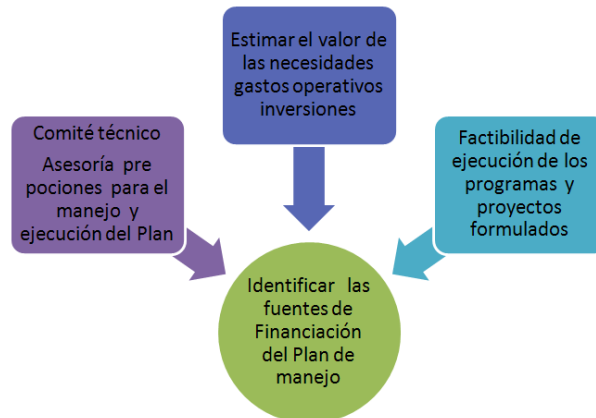 Estimar el valor de
las necesidades
gastos operativos
inversiones
Comité técnico
Asesoría pre
pociones para el
manejo y
ejecución del Plan
Factibilidad de
ejecución de los
programas y
proyectos
formulados
Identificar las
fuentes de
Financiación
del Plan de
manejo